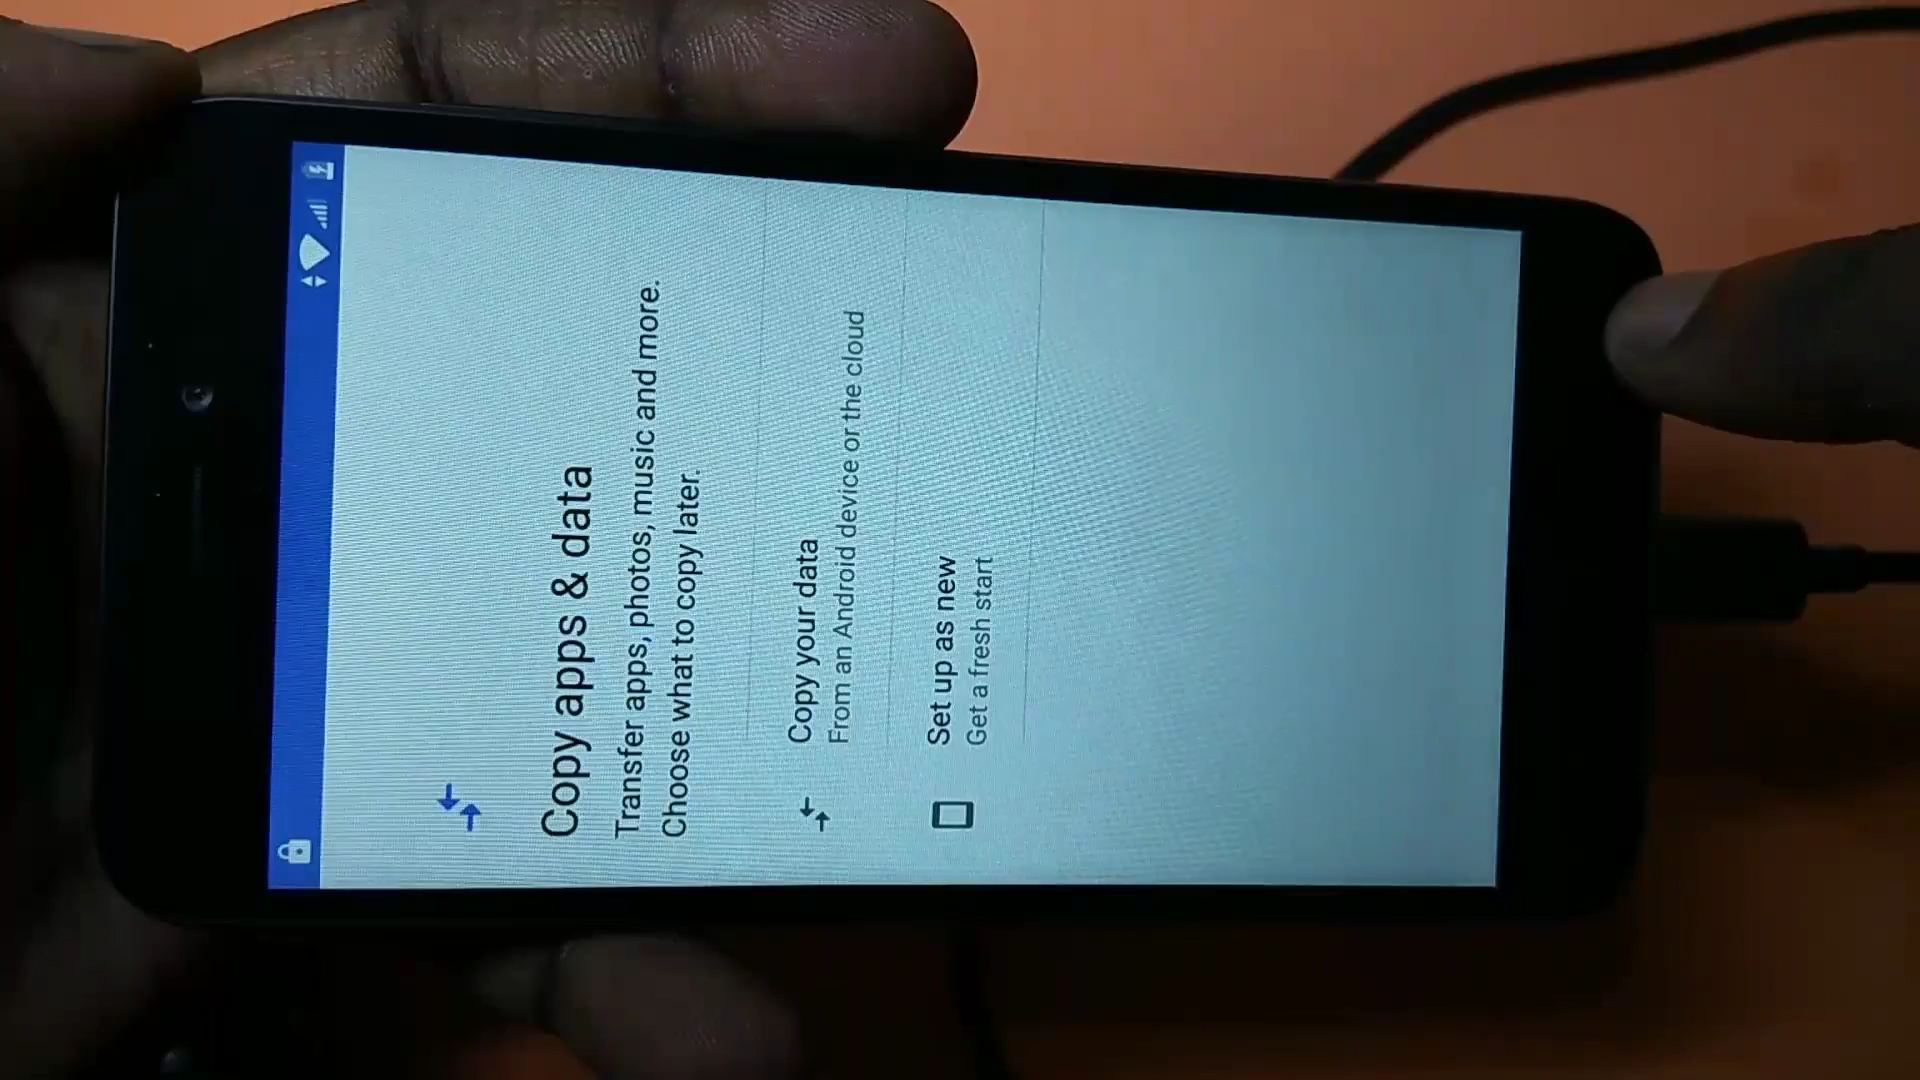 Copy apps & data
Transfer apps, photos, music and more.
Choose what to copy later.
Copy your data
From an Android device or the cloud
Set up as new
Get a fresh start